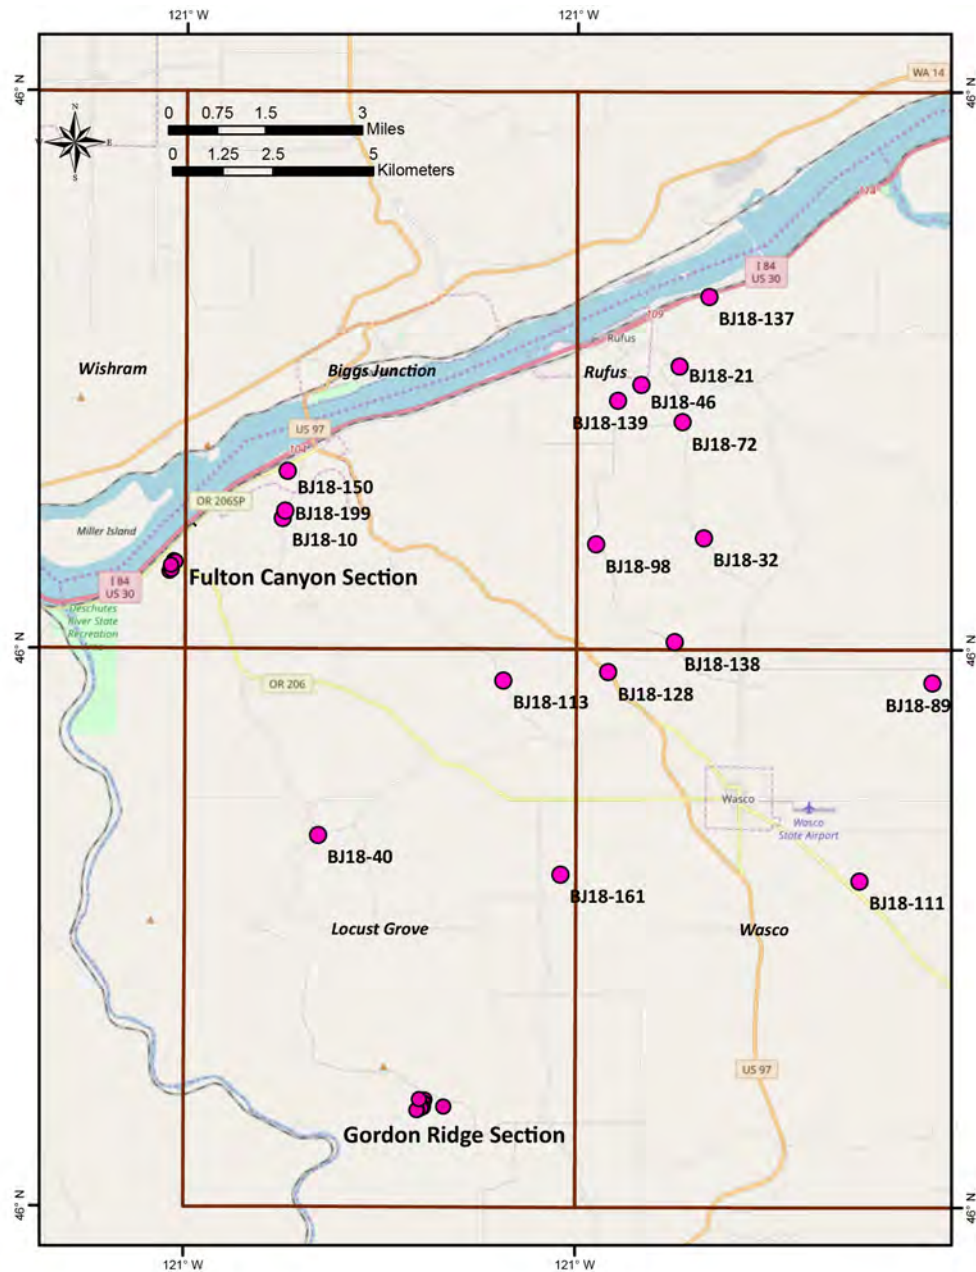 121° W
121° W
46° N
46° N
WA 14
N
E
S
0 0.75 1.5 3
Miles
0 1.25 2.5 5
Kilometers
174
I 84
US 30
BJ18-137
109
Rufus
Wishram
Biggs Junction
Rufus
BJ18-21
BJ18-46
BJ18-139
BJ18-72
US 97
104
BJ18-150
OR 206SP
BJ18-199
Miller Island
BJ18-10
BJ18-98
BJ18-32
Fulton Canyon Section
I 84
US 30
Deschutes
River State
Recreation
46° N
46° N
BJ18-138
OR 206
BJ18-113
BJ18-128
BJ18-89
Wasco
Wasco
State Airport
BJ18-40
BJ18-161
BJ18-111
Locust Grove
Wasco
US 97
Gordon Ridge Section
46° N
46° N
121° W
121° W